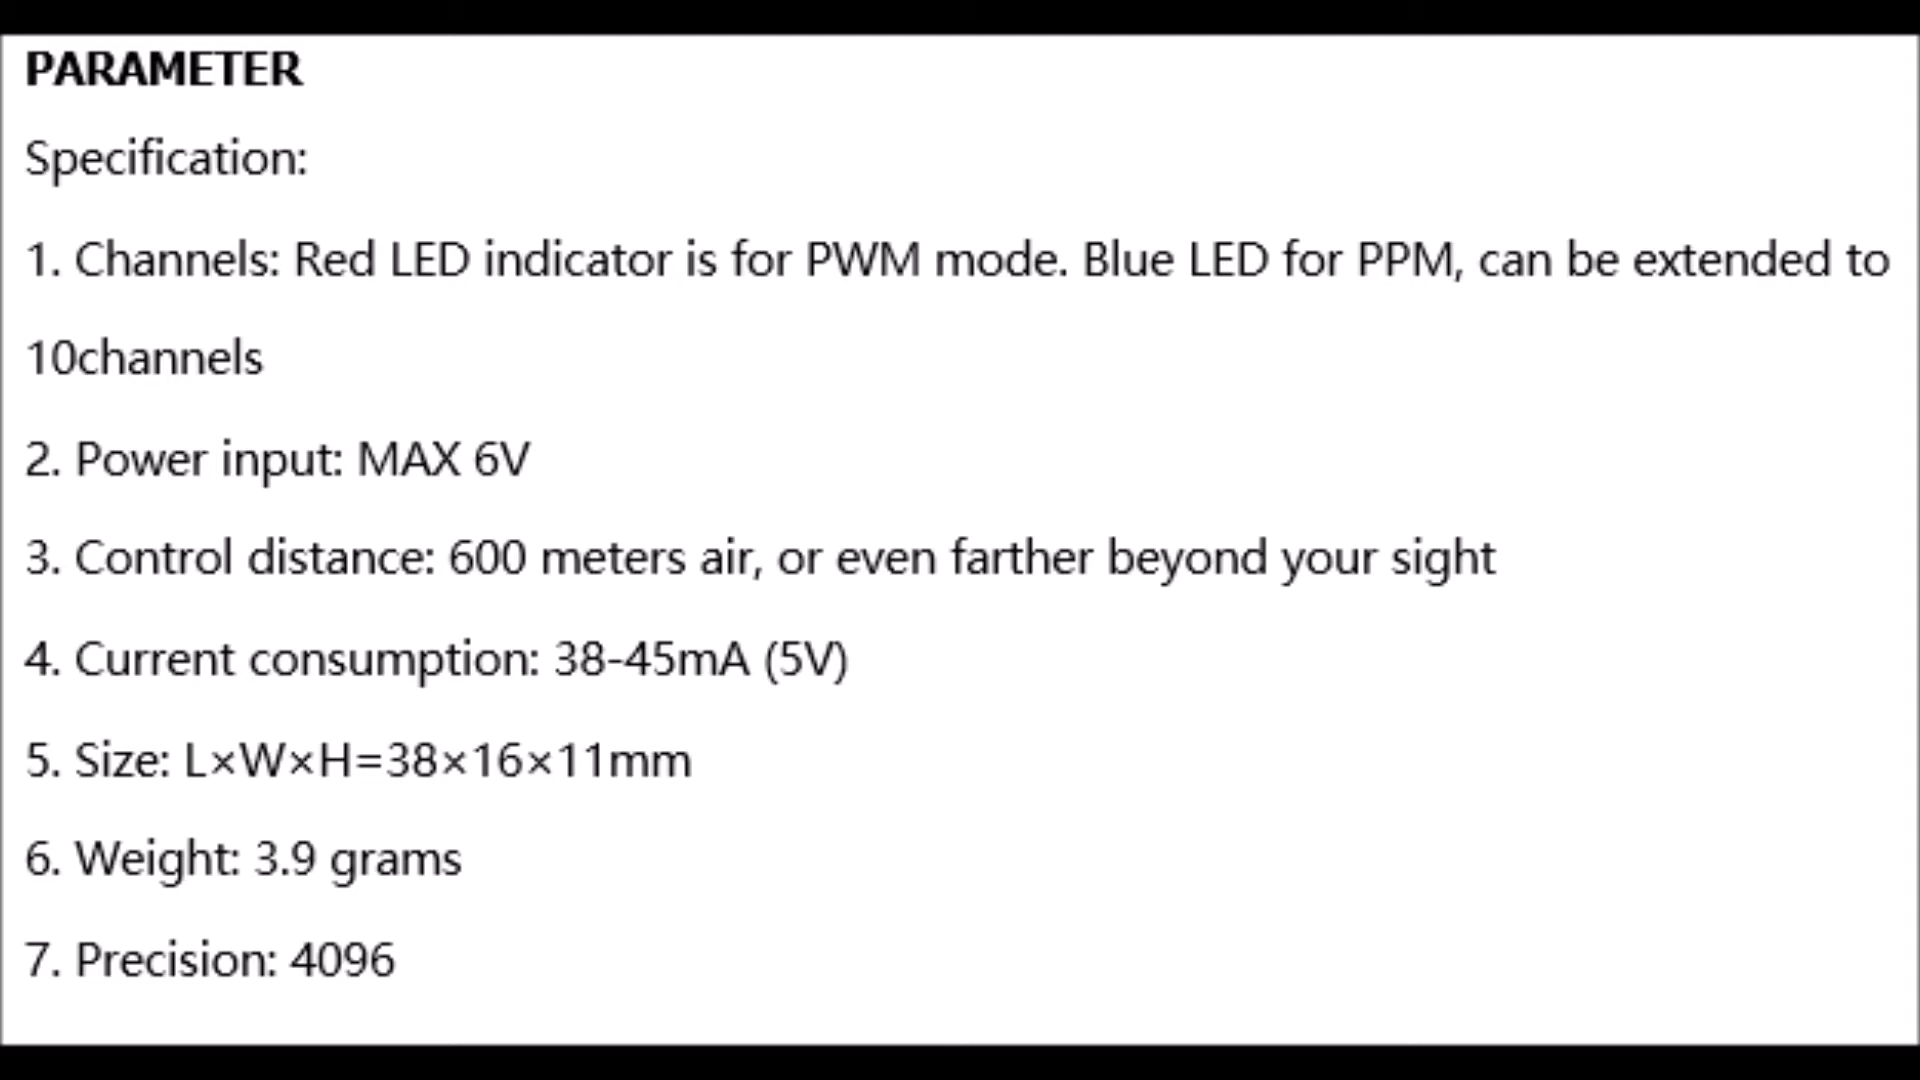 PARAMETER
Specification:
1. Channels: Red LED indicator is for PWM mode. Blue LED for PPM, can be extended to
10channels
2. Power input: MAX 6V
3. Control distance: 600 meters air, or even farther beyond your sight
4. Current consumption: 38-45mA (5V)
5. Size: L×W×H=38×16×11mm
6. Weight: 3.9 grams
7. Precision: 4096